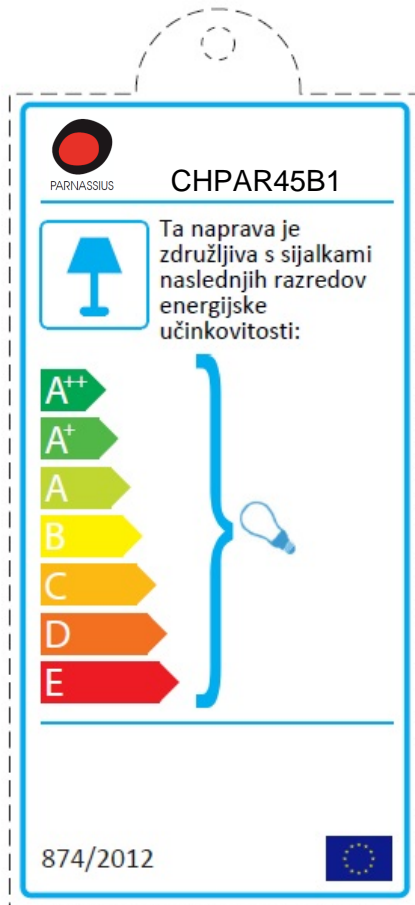 PARNASSIUS
CHPAR45B1
Ta naprava je
združljiva s sijalkami
naslednjih razredov
energijske
učinkovitosti:
A++
A+
A
B
C
D
E
874/2012